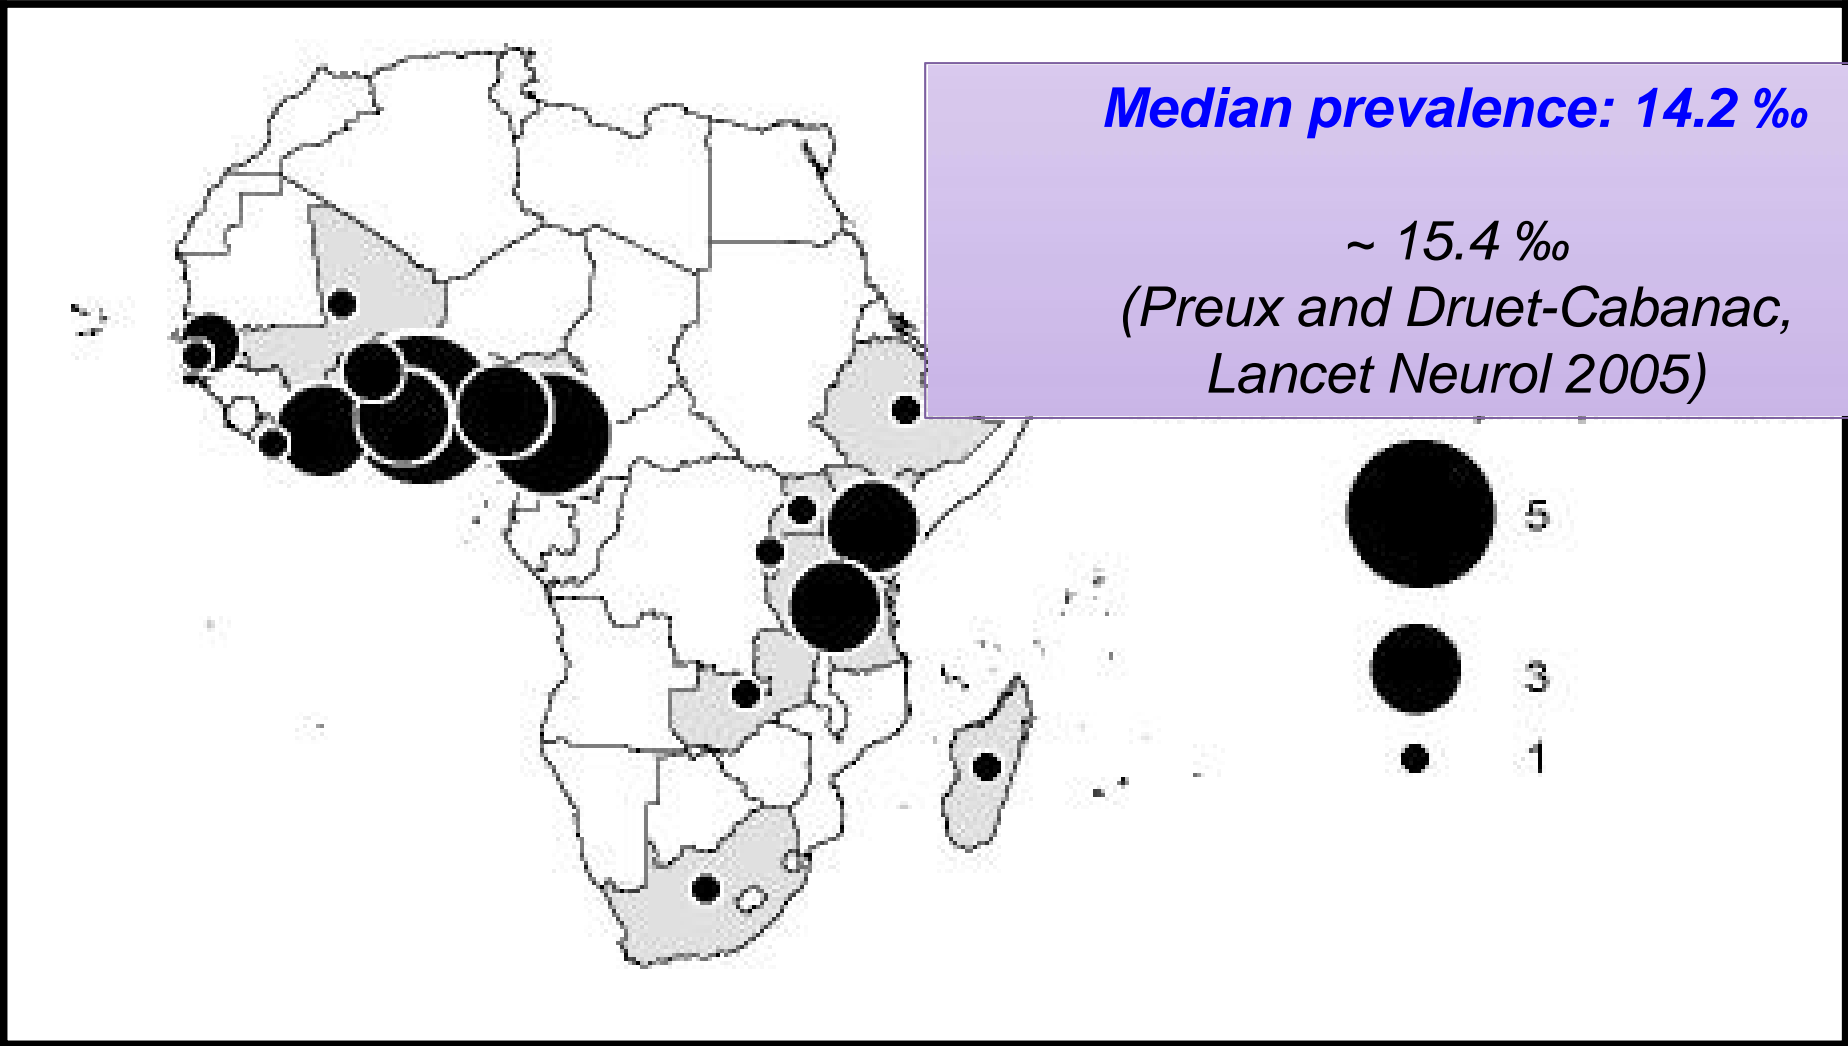 Median prevalence: 14.2 ‰
~ 15.4 ‰
(Preux and Druet-Cabanac,
Lancet Neurol 2005)
5
3
1